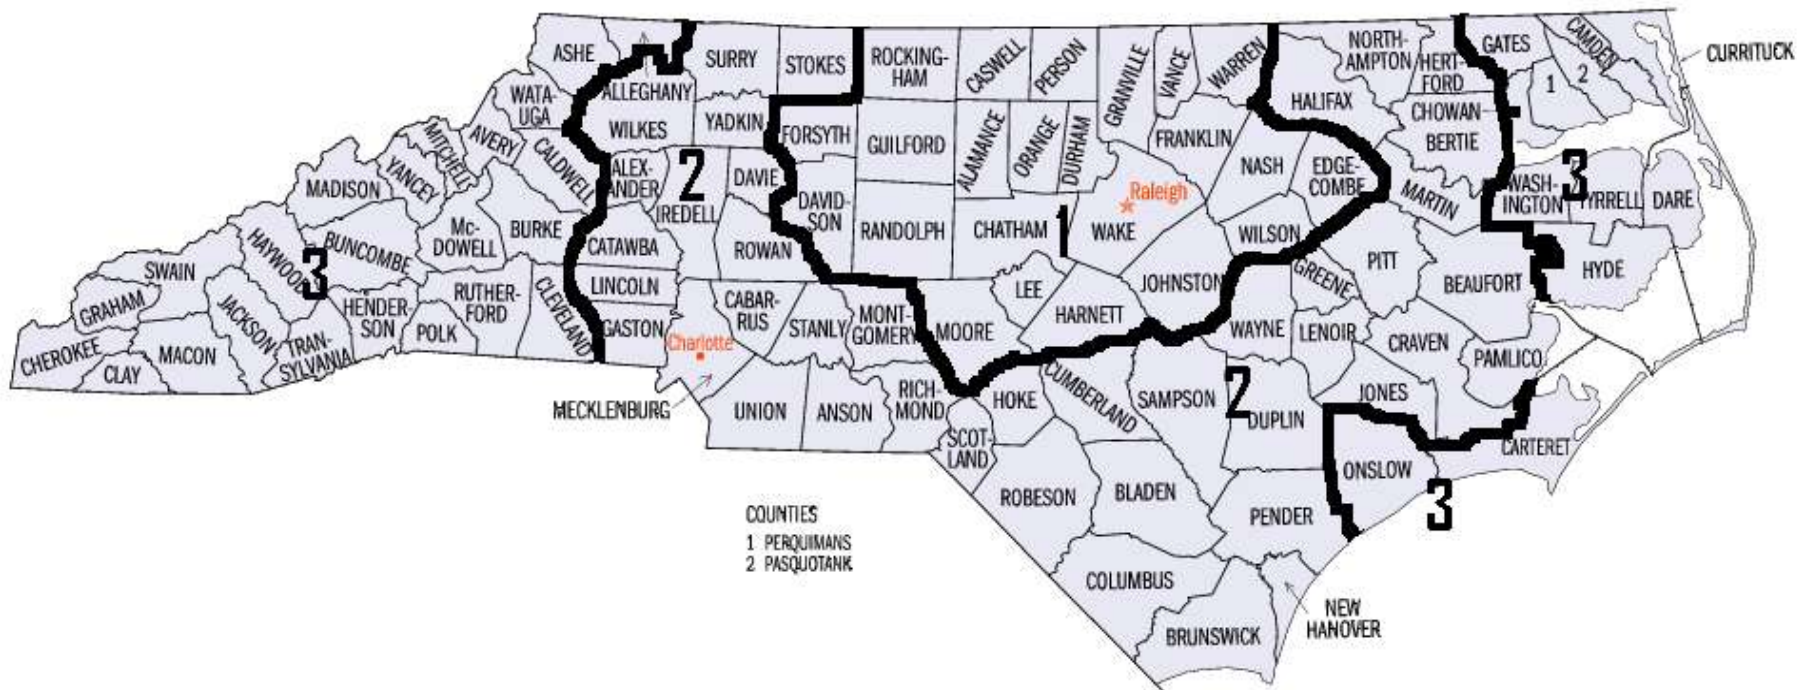 ASHE
SURRY
STOKES
ROCKING-
HAM
CASWELL
PERSON
GRANVILLE
VANCE
WARREN
NORTH-
AMPTON
HERT-
FORD
GATES
CAMDEN
CURRITUCK
1
2
WATA-
UGA
ALLEGHANY
WILKES
YADKIN
FORSYTH
GUILFORD
ALAMANCE
ORANGE
DURHAM
FRANKLIN
HALIFAX
CHOWAN-
BERTIE
MITCHELL
AVERY
CALDWELL
ALEX-
ANDER
2
DAVIE
NASH
EDGE-
COMBE
MARTIN
WASH-
INGTON
3
TYRRELL
DARE
MADISON
YANCEY
IREDELL
DAVID-
SON
RANDOLPH
CHATHAM
1
Raleigh
WAKE
WILSON
Mc-
DOWELL
BURKE
CATAWBA
ROWAN
HAYWOOD
BUNCOMBE
3
SWAIN
LINCOLN
LEE
HARNETT
JOHNSTON
GREENE
PITT
BEAUFORT
HYDE
GRAHAM
JACKSON
HENDER-
SON
RUTHER-
FORD
CLEVELAND
GASTON
CABAR-
RUS
STANLY
MONT-
GOMERY
MOORE
WAYNE
LENOIR
CRAVEN
PAMLICO
CHEROKEE
CLAY
MACON
TRAN-
SYLVANIA
POLK
Charlotte
MECKLENBURG
UNION
ANSON
RICH-
MOND
HOKE
CUMBERLAND
SAMPSON
2
DUPLIN
JONES
CARTERET
SCOT-
LAND
ONSLOW
3
ROBESON
BLADEN
PENDER
COUNTIES
1 PERQUIMANS
2 PASQUOTANK
COLUMBUS
BRUNSWICK
NEW
HANOVER